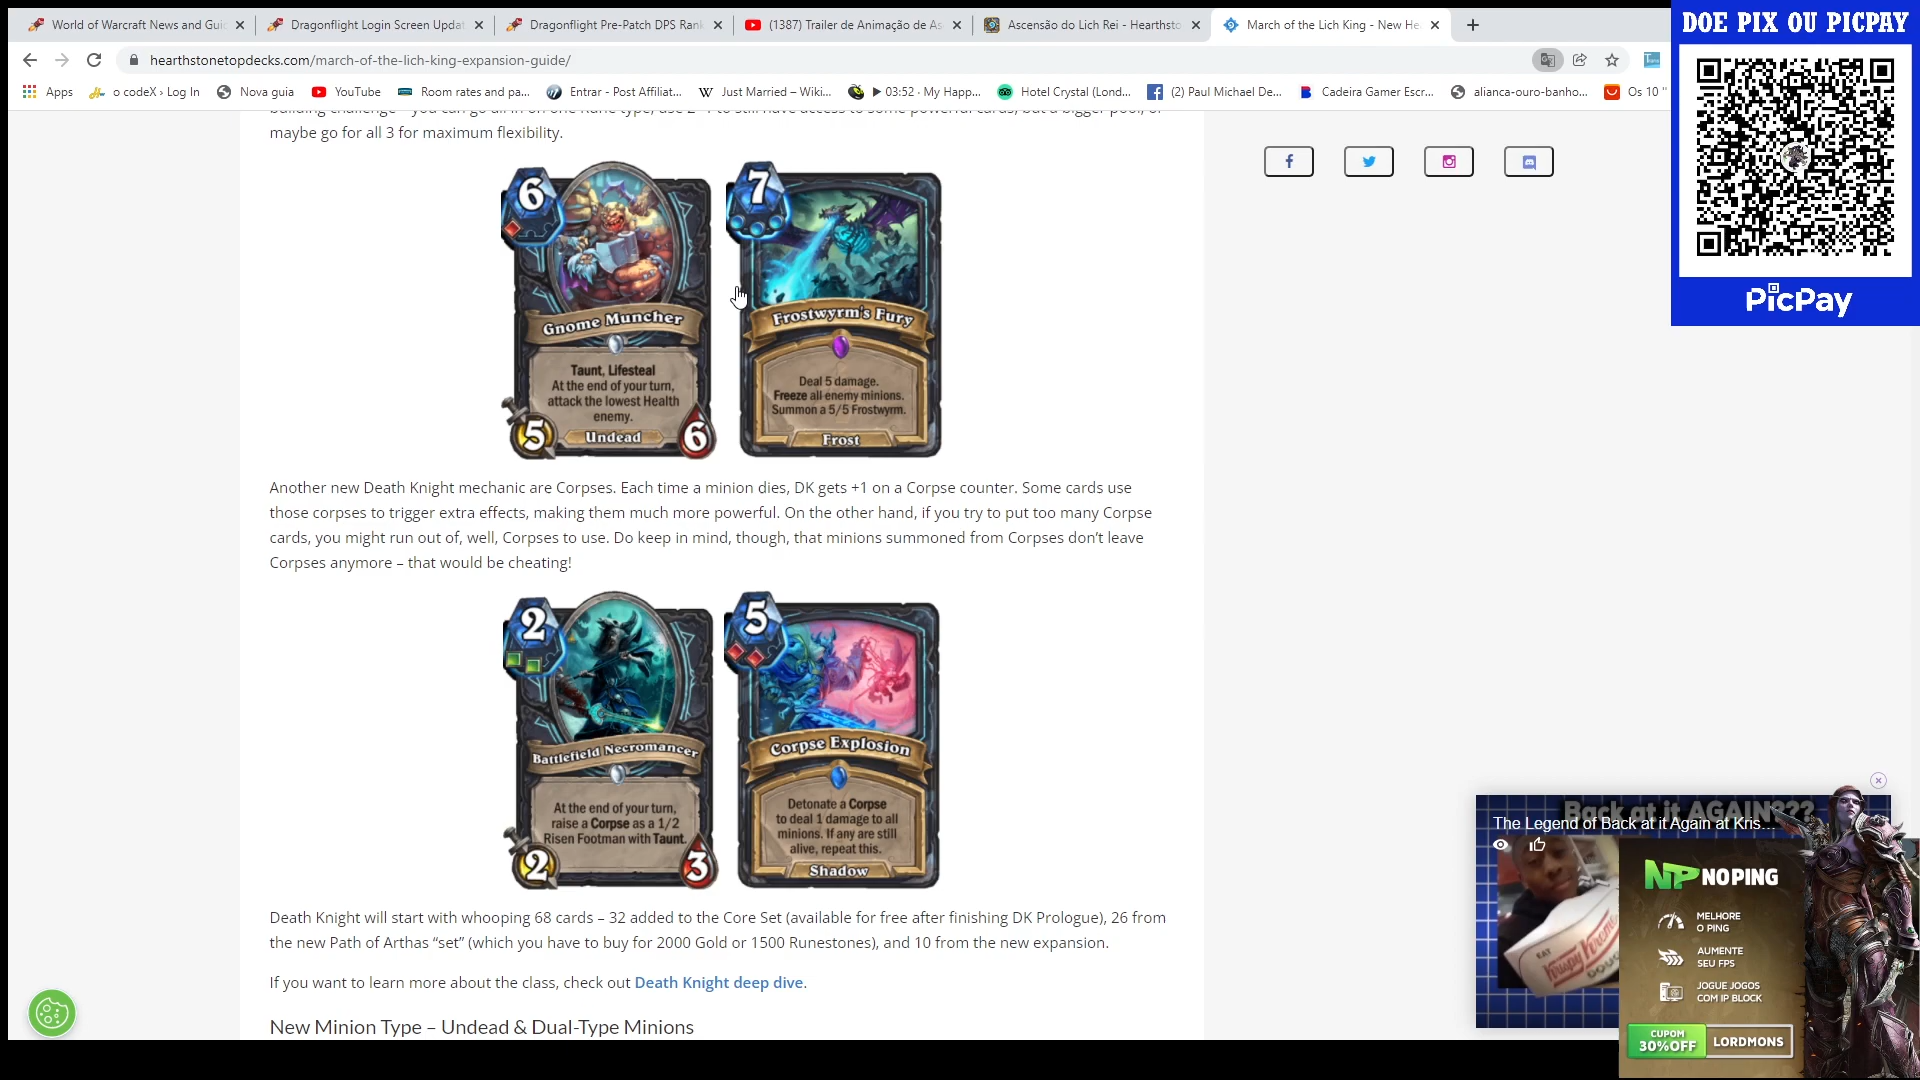 World of Warcraft News and Gui
Dragonflight Login Screen Updat
Dragonflight Pre-Patch DPS Rank
(1387) Trailer de Animação de As
Ascensão do Lich Rei - Hearthsto
March of the Lich King - New He
DOE PIX OU PICPAY
hearthstonetopdecks.com/march-of-the-lich-king-expansion-guide/
Apps
o codeX › Log In
Nova guia
YouTube
Room rates and pa...
Entrar - Post Affiliat...
Just Married – Wiki...
03:52 · My Happ...
Hotel Crystal (Lond...
(2) Paul Michael De...
Cadeira Gamer Escr...
alianca-ouro-banho...
Os 10 "
maybe go for all 3 for maximum flexibility.
6
Gnome Muncher
Taunt, Lifesteal
At the end of your turn,
attack the lowest Health
enemy.
5
Undead
6
7
Frostwyrm's Fury
Deal 5 damage.
Freeze all enemy minions.
Summon a 5/5 Frostwyrm.
Frost
PicPay
Another new Death Knight mechanic are Corpses. Each time a minion dies, DK gets +1 on a Corpse counter. Some cards use
those corpses to trigger extra effects, making them much more powerful. On the other hand, if you try to put too many Corpse
cards, you might run out of, well, Corpses to use. Do keep in mind, though, that minions summoned from Corpses don't leave
Corpses anymore – that would be cheating!
2
Battlefield Necromancer
At the end of your turn,
raise a Corpse as a 1/2
Risen Footman with Taunt.
2
3
5
Corpse Explosion
Detonate a Corpse
to deal 1 damage to all
minions. If any are still
alive, repeat this.
Shadow
Death Knight will start with whooping 68 cards – 32 added to the Core Set (available for free after finishing DK Prologue), 26 from
the new Path of Arthas “set” (which you have to buy for 2000 Gold or 1500 Runestones), and 10 from the new expansion.
If you want to learn more about the class, check out Death Knight deep dive.
New Minion Type – Undead & Dual-Type Minions
Back at it AGAIN???
The Legend of Back at it Again at Kris...
EAT
Krispy Kreme
NP NOPING
MELHORE
O PING
AUMENTE
SEU FPS
JOGUE JOGOS
COM IP BLOCK
CUPOM
30%OFF
LORDMONS